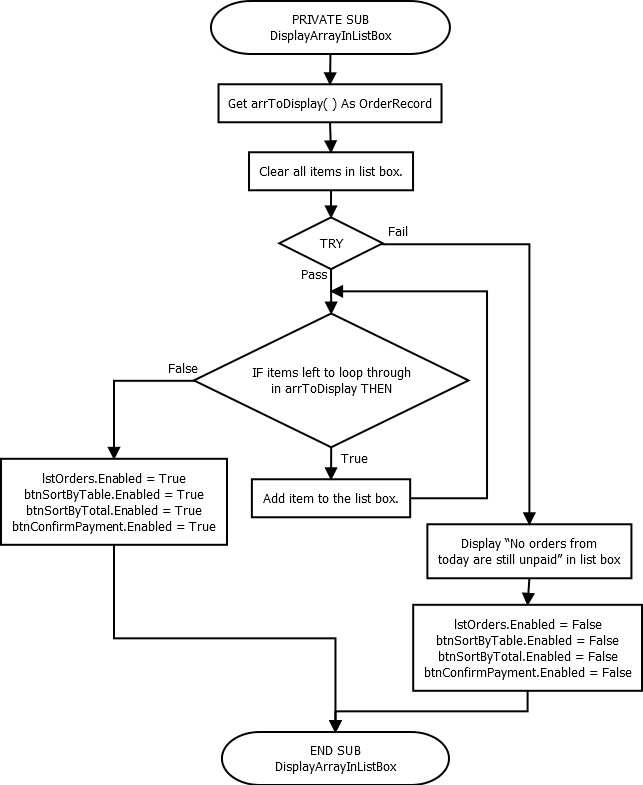 PRIVATE SUB
DisplayArrayInListBox
Get arrToDisplay( ) As OrderRecord
Clear all items in list box.
TRY
Fail
Pass
IF items left to loop through
in arrToDisplay THEN
False
True
lstOrders.Enabled = True
btnSortByTable.Enabled = True
btnSortByTotal.Enabled = True
btnConfirmPayment.Enabled = True
Add item to the list box.
Display “No orders from
today are still unpaid” in list box
lstOrders.Enabled = False
btnSortByTable.Enabled = False
btnSortByTotal.Enabled = False
btnConfirmPayment.Enabled = False
END SUB
DisplayArrayInListBox